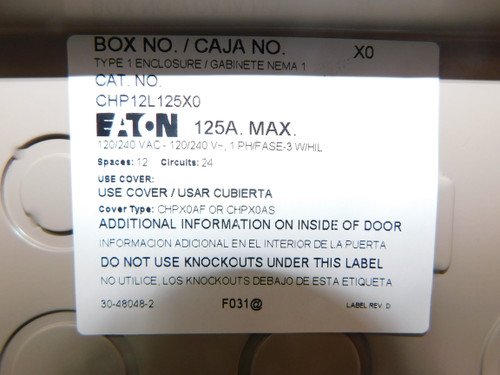 BOX NO. / CAJA NO. X0
TYPE 1 ENCLOSURE / GABINETE NEMA 1
CAT. NO.
CHP12L125X0
EATON 125A. MAX.
120/240 VAC - 120/240 V~, 1 PH/FASE-3 W/HIL
Spaces: 12 Circuits: 24
USE COVER:
USE COVER / USAR CUBIERTA
Cover Type: CHPX0AF OR CHPX0AS
ADDITIONAL INFORMATION ON INSIDE OF DOOR
INFORMACION ADICIONAL EN EL INTERIOR DE LA PUERTA
DO NOT USE KNOCKOUTS UNDER THIS LABEL
NO UTILICE, LOS KNOCKOUTS DEBAJO DE ESTA ETIQUETA
30-48048-2 F031@ LABEL REV. D